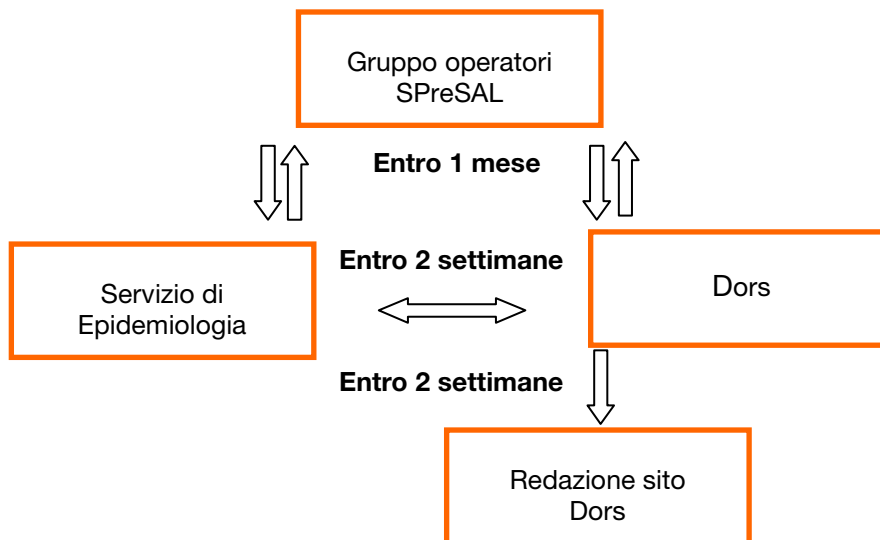 Gruppo operatori
SPreSAL
Entro 1 mese
Entro 2 settimane
Servizio di
Epidemiologia
Dors
Entro 2 settimane
Redazione sito
Dors